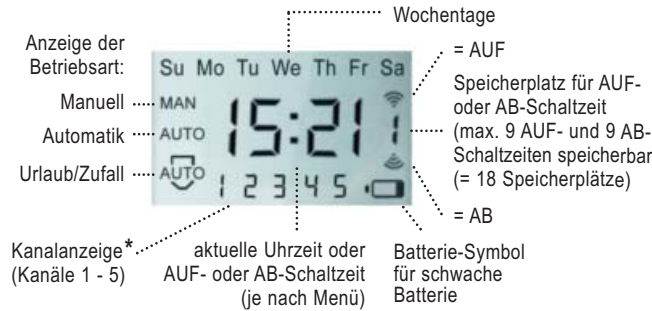 Wochentage
Anzeige der
Betriebsart:
Manuell
Automatik
Urlaub/Zufall
Su Mo Tu We Th Fr Sa
MAN
AUTO
AUTO
15:21
1
1 2 3 4 5
= AUF
Speicherplatz für AUF-
oder AB-Schaltzeit
(max. 9 AUF- und 9 AB-
Schaltzeiten speicherbar
(= 18 Speicherplätze)
= AB
Kanalanzeige*
(Kanäle 1 - 5)
aktuelle Uhrzeit oder
AUF- oder AB-Schaltzeit
(je nach Menü)
Batterie-Symbol
für schwache
Batterie